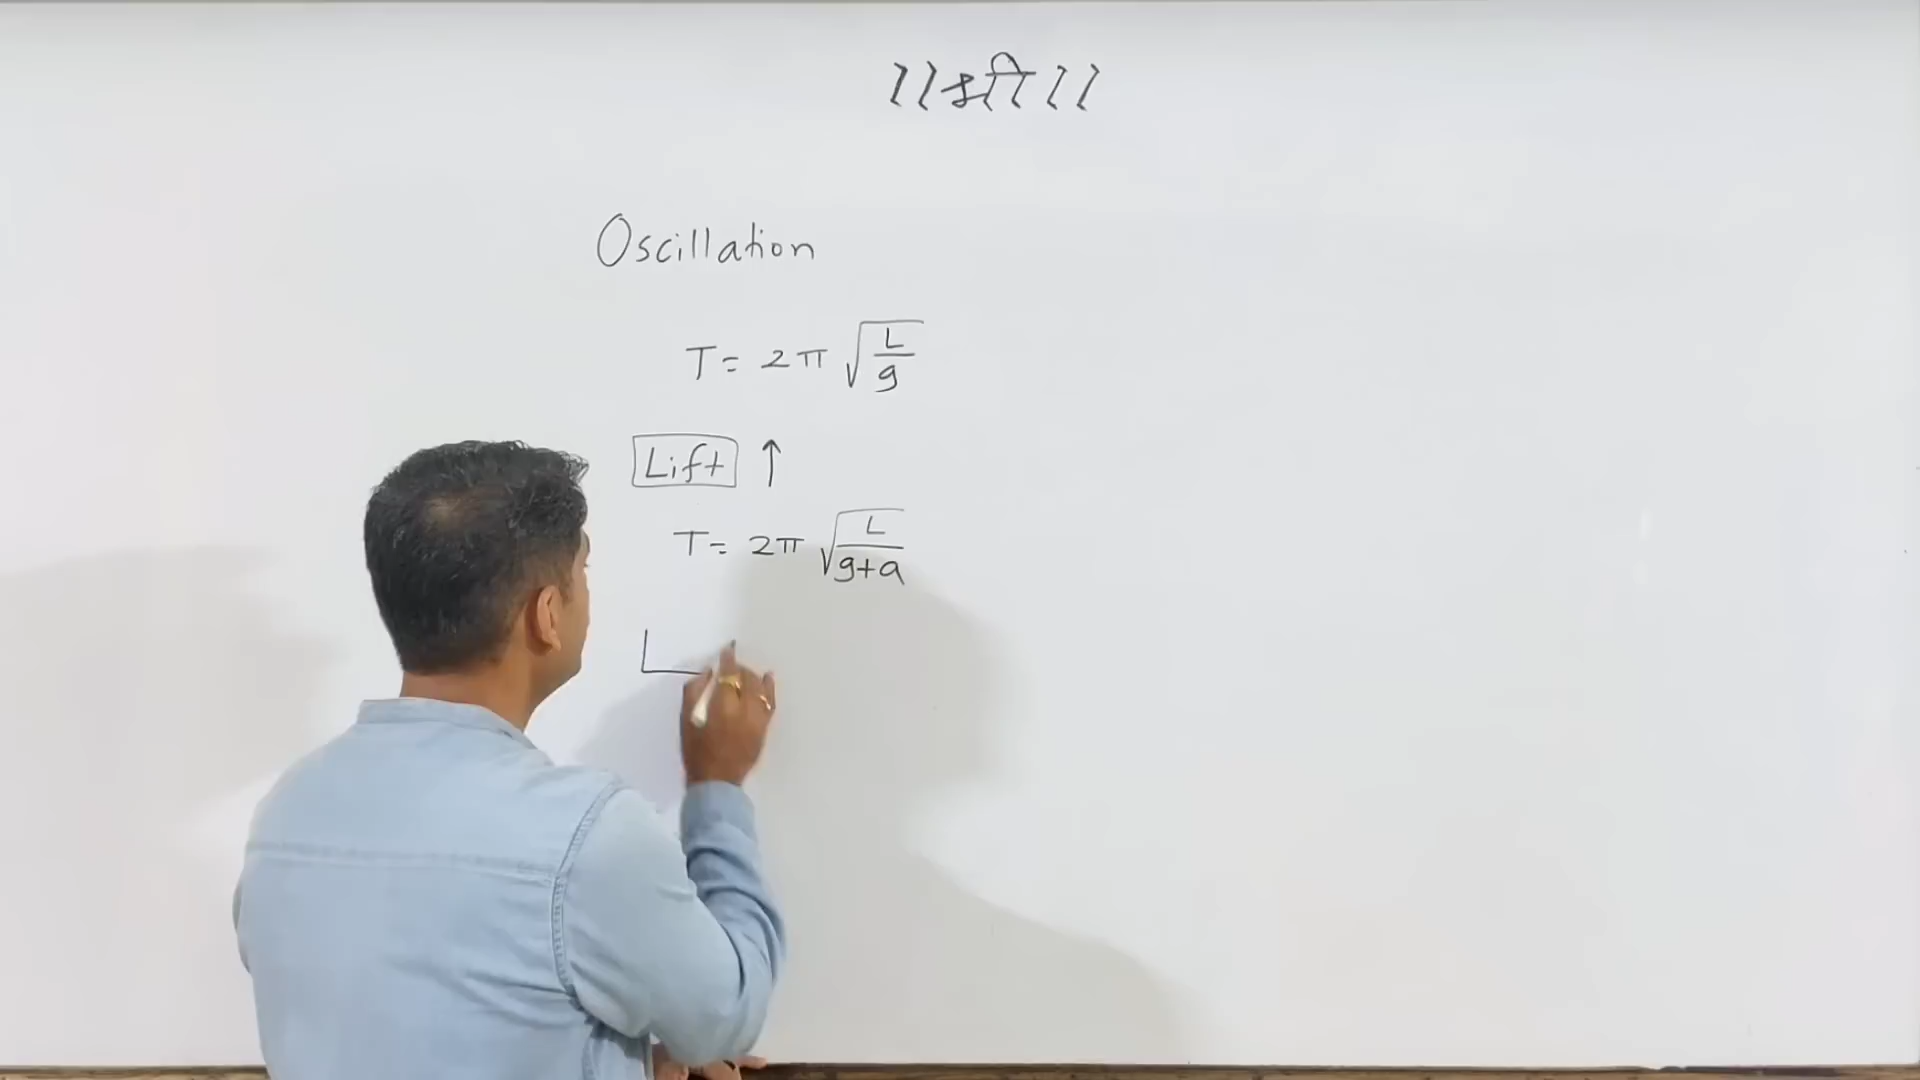 ॥ श्री ॥
Oscillation
T = 2π √(L/g)
Lift ↑
T = 2π √(L/(g+a))